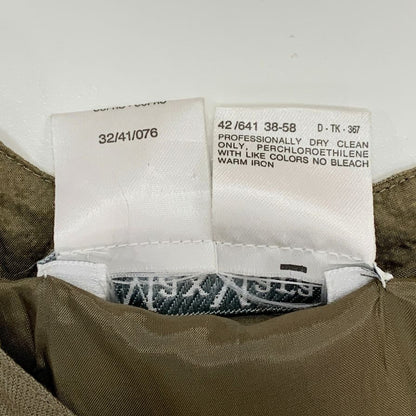 32/41/076
42/641 38-58 D - TK - 367
PROFESSIONALLY DRY CLEAN
ONLY, PERCHLOROETHILENE
WITH LIKE COLORS NO BLEACH
WARM IRON